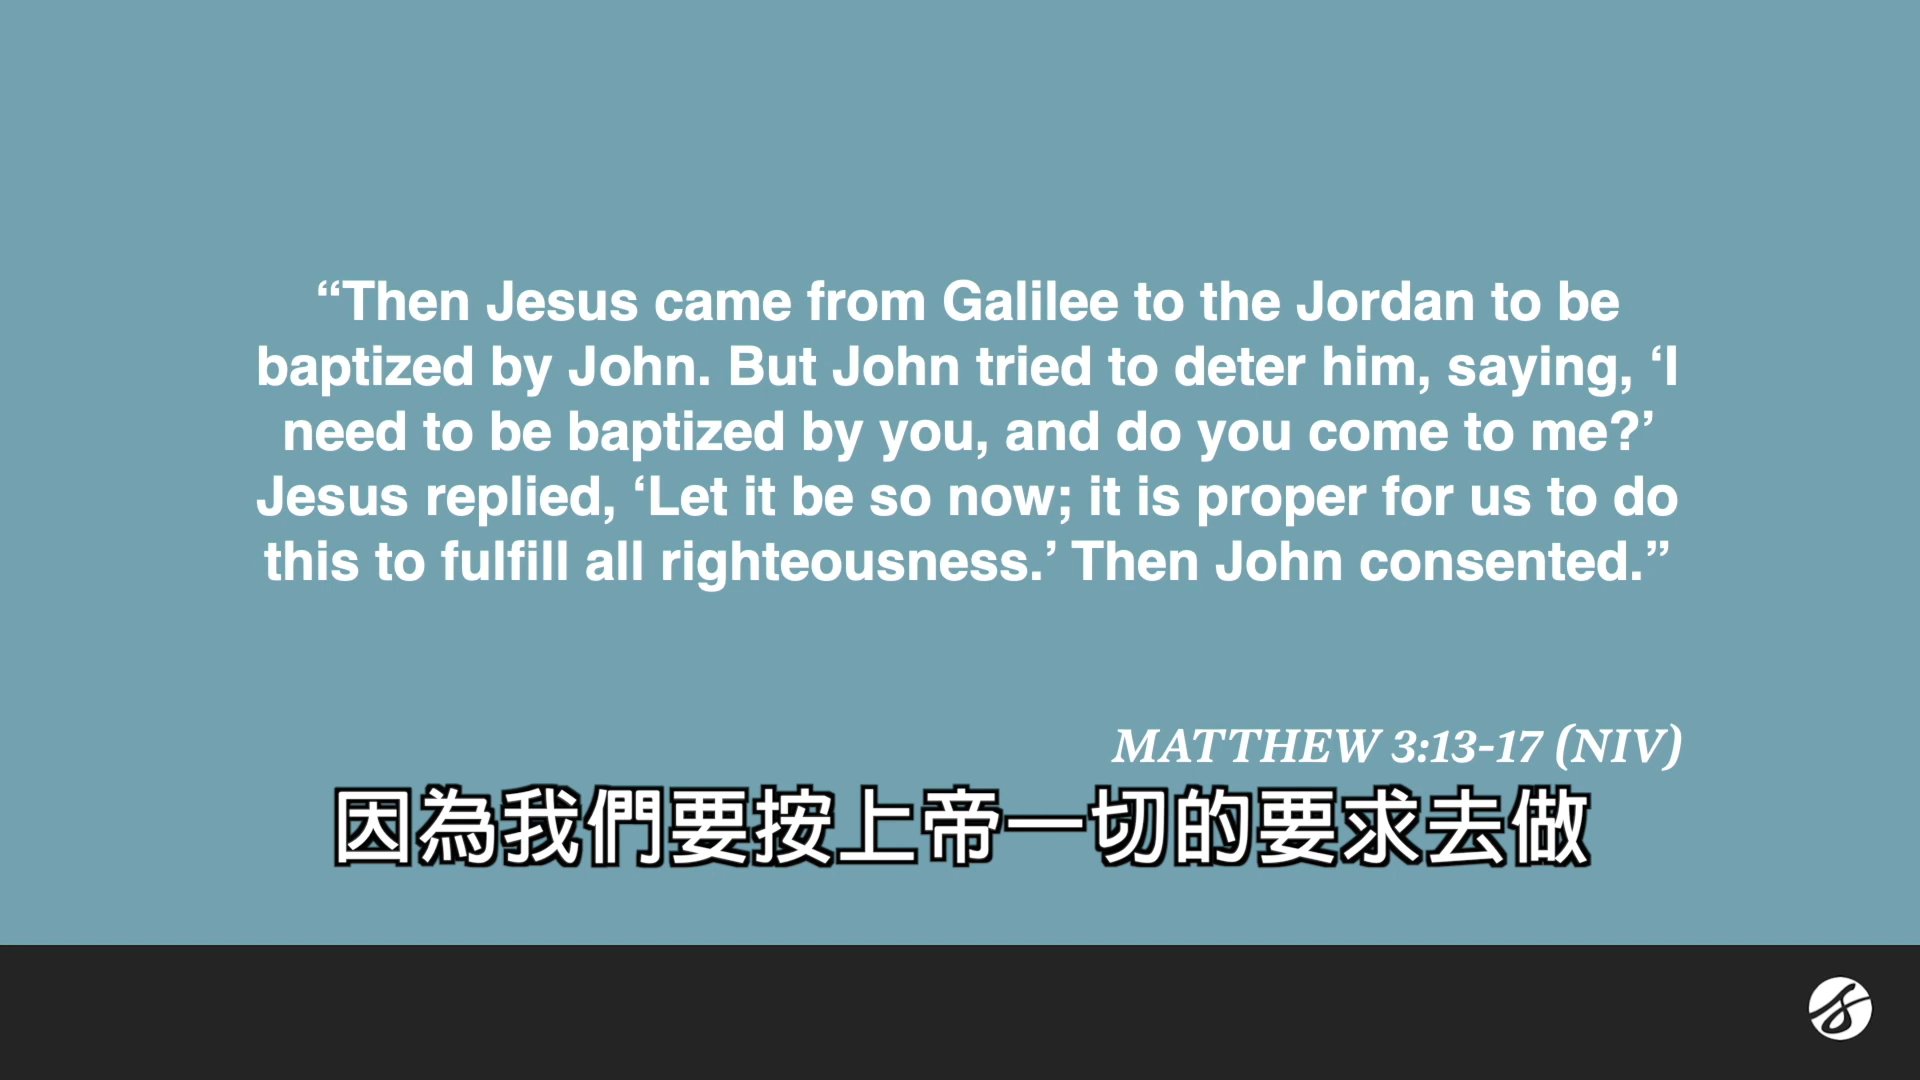 “Then Jesus came from Galilee to the Jordan to be
baptized by John. But John tried to deter him, saying, ‘I
need to be baptized by you, and do you come to me?’
Jesus replied, ‘Let it be so now; it is proper for us to do
this to fulfill all righteousness.’ Then John consented.”
MATTHEW 3:13-17 (NIV)
因為我們要按上帝一切的要求去做